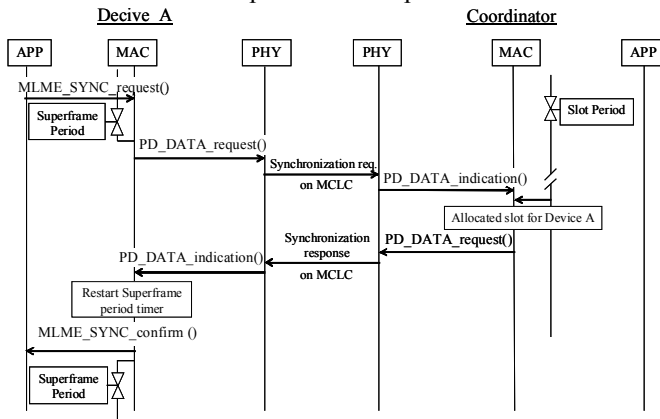 Decive A
Coordinator
APP
MAC
PHY
PHY
MAC
APP
MLME_SYNC_request()
Superframe
Period
Slot Period
PD_DATA_request()
Synchronization req.
on MCLC
PD_DATA_indication()
Allocated slot for Device A
Synchronization
response
on MCLC
PD_DATA_request()
PD_DATA_indication()
Restart Superframe
period timer
MLME_SYNC_confirm ()
Superframe
Period